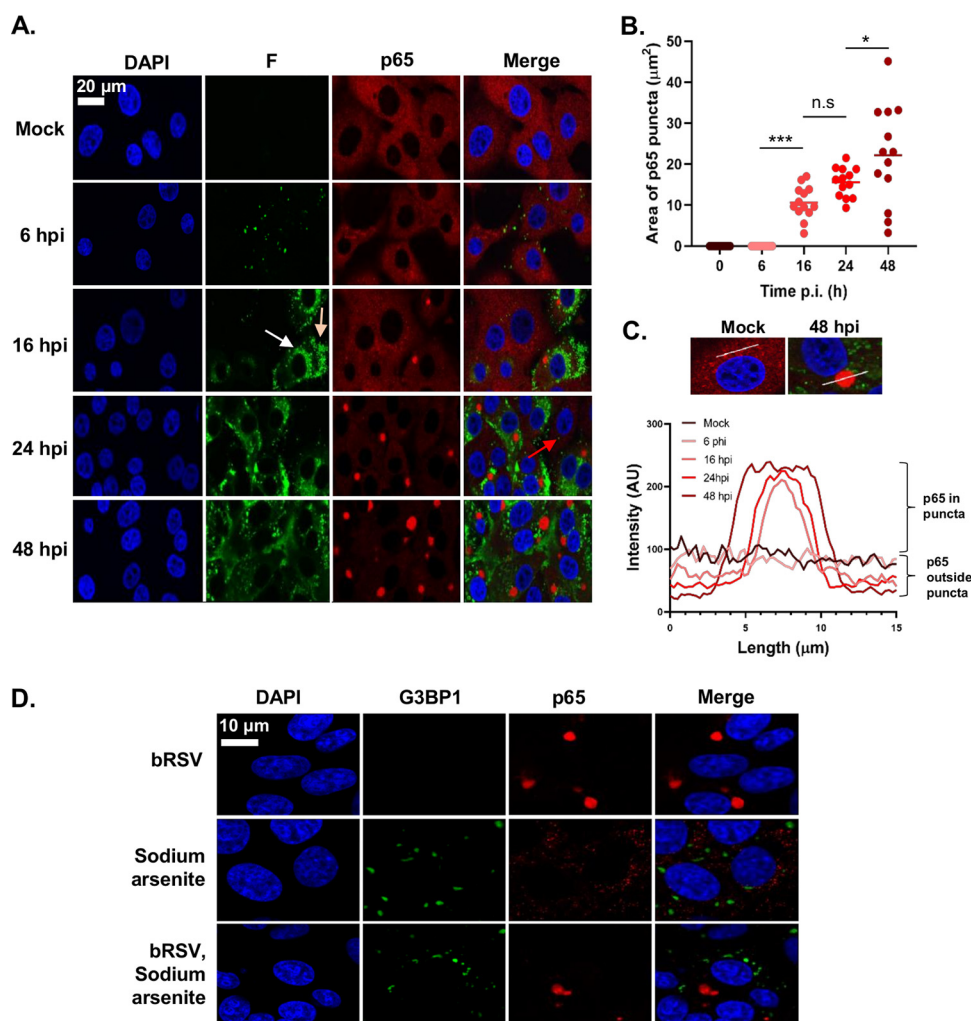 A.
DAPI F p65 Merge
20 µm
Mock
6 hpi
16 hpi
24 hpi
48 hpi
B.
Area of p65 puncta (µm²)
50
40
30
20
10
0
***
n.s
*
0 6 16 24 48
Time p.i. (h)
C.
Mock 48 hpi
Intensity (AU)
300
200
100
0
Mock
6 phi
16 hpi
24hpi
48 hpi
p65 in
puncta
p65
outside
puncta
0 5 10 15
Length (µm)
D.
DAPI G3BP1 p65 Merge
10 µm
bRSV
Sodium
arsenite
bRSV,
Sodium
arsenite